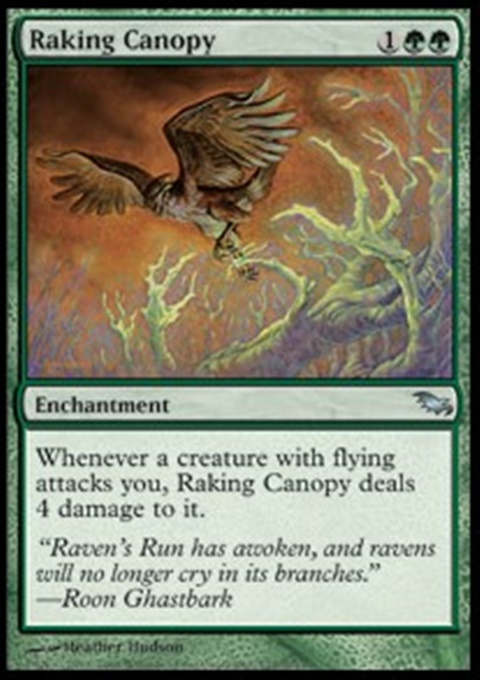 Raking Canopy 1
Enchantment
Whenever a creature with flying
attacks you, Raking Canopy deals
4 damage to it.
"Raven's Run has awoken, and ravens
will no longer cry in its branches."
—Roon Ghastbark
Heather Hudson